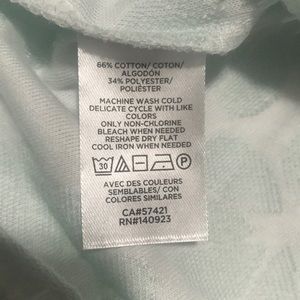 66% COTTON/ COTON/
ALGODÓN
34% POLYESTER/
POLIÉSTER
MACHINE WASH COLD
DELICATE CYCLE WITH LIKE
COLORS
ONLY NON-CHLORINE
BLEACH WHEN NEEDED
RESHAPE DRY FLAT
COOL IRON WHEN NEEDED
30 P
AVEC DES COULEURS
SEMBLABLES/ CON
COLORES SIMILARES
CA#57421
RN#140923